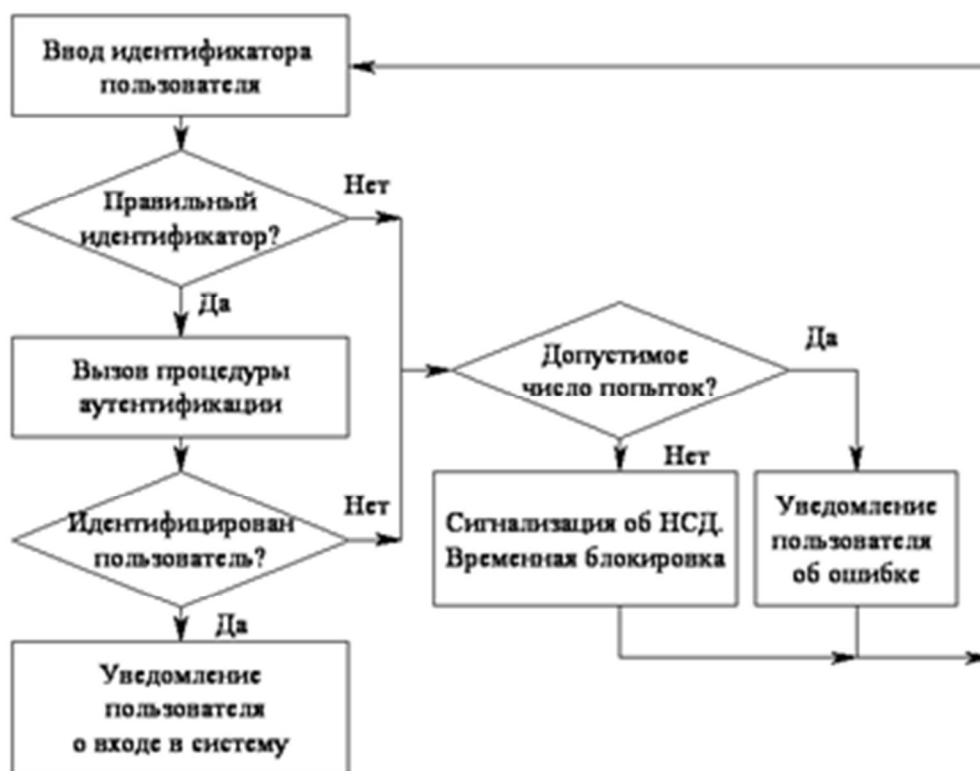 Ввод идентификатора
пользователя
Нет
Правильный
идентификатор?
Да
Вызов процедуры
аутентификации
Нет
Идентифицирован
пользователь?
Да
Уведомление
пользователя
о входе в систему
Допустимое
число попыток?
Да
Нет
Сигнализация об НСД.
Временная блокировка
Уведомление
пользователя
об ошибке